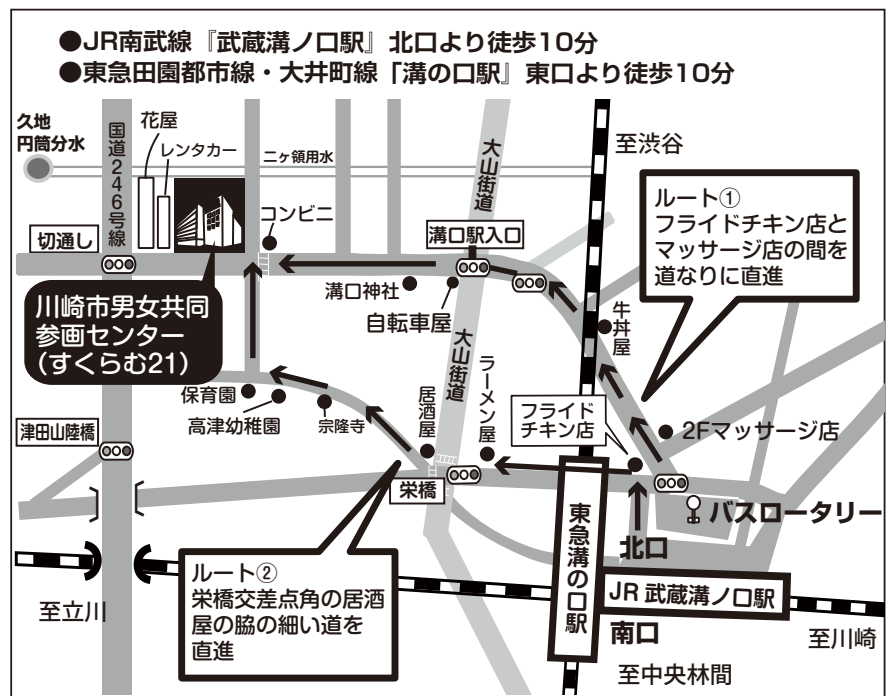 ●JR南武線『武蔵溝ノ口駅』北口より徒歩10分
●東急田園都市線・大井町線「溝の口駅」東口より徒歩10分
久地
円筒分水
国道246号線
花屋
レンタカー
二ヶ領用水
大山街道
至渋谷
コンビニ
切通し
溝口駅入口
ルート①
フライドチキン店と
マッサージ店の間を
道なりに直進
川崎市男女共同
参画センター
(すくらむ21)
溝口神社
自転車屋
牛丼屋
大山街道
ラーメン屋
居酒屋
保育園
高津幼稚園
宗隆寺
フライド
チキン店
2Fマッサージ店
津田山陸橋
栄橋
バスロータリー
北口
東急溝の口駅
ルート②
栄橋交差点角の居酒
屋の脇の細い道を
直進
JR 武蔵溝ノ口駅
南口
至立川
至川崎
至中央林間